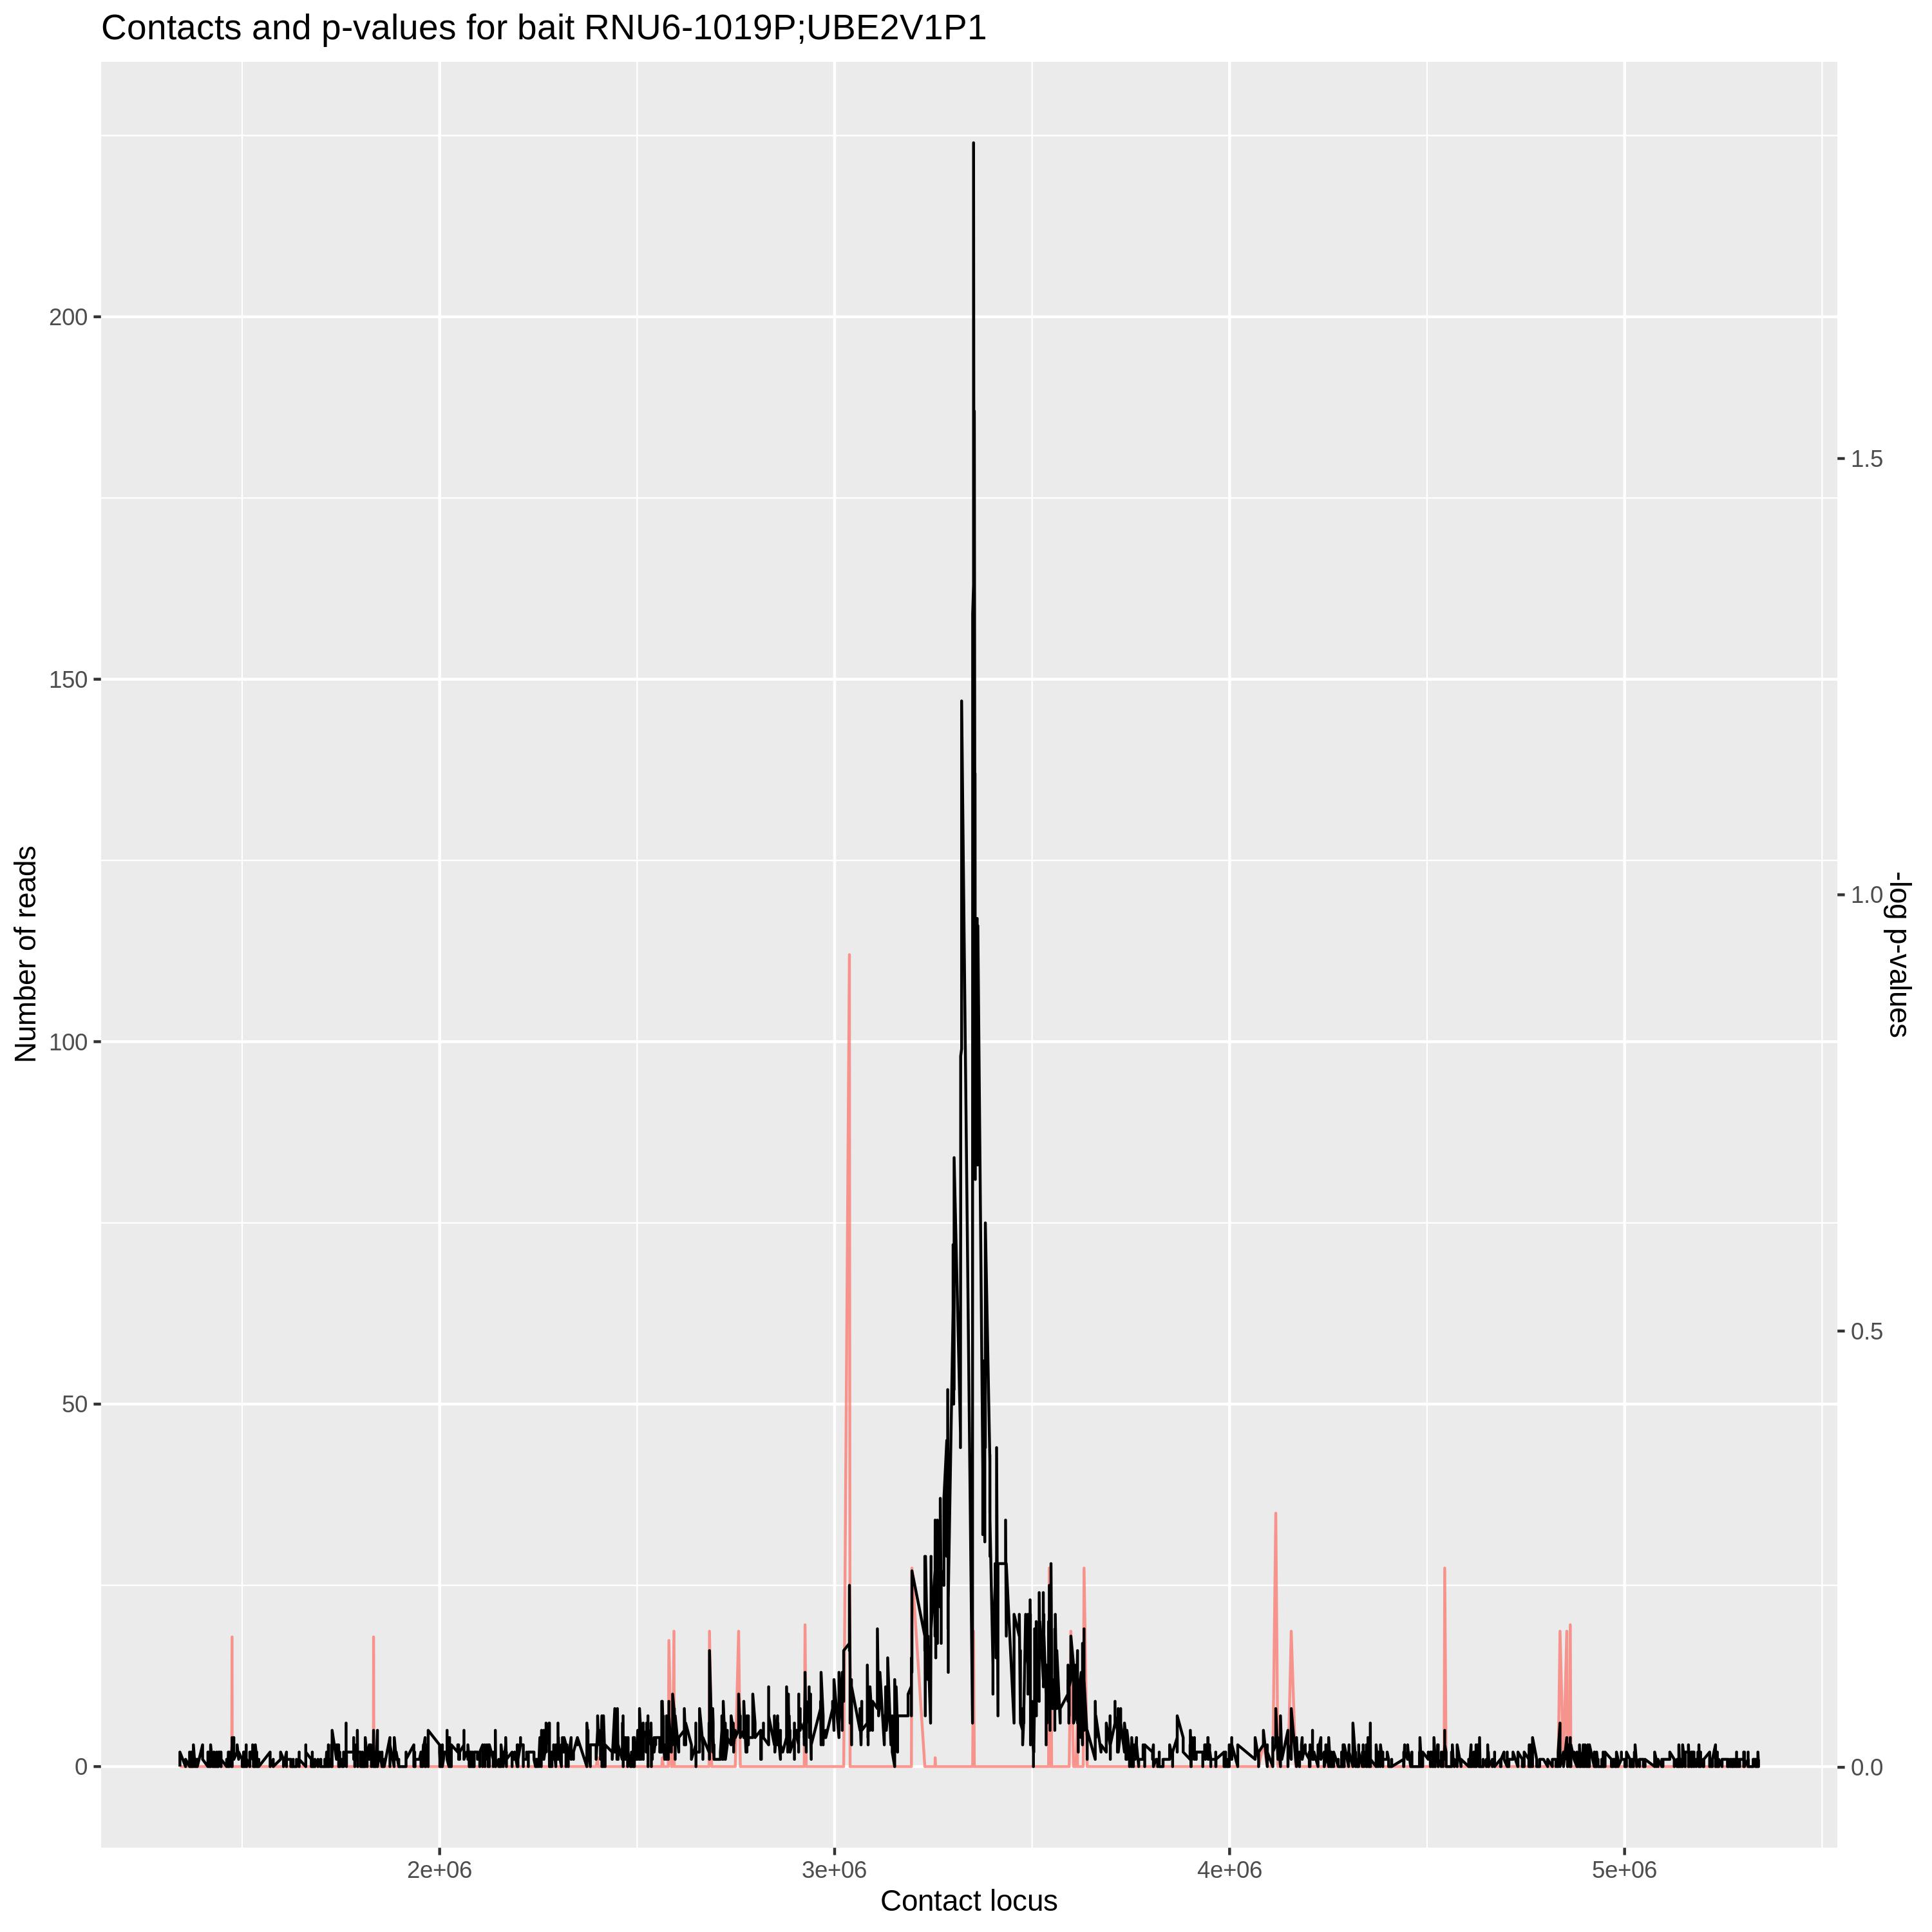 Contacts and p-values for bait RNU6-1019P;UBE2V1P1
Number of reads
200
150
100
50
0
1.5
1.0
0.5
0.0
-log p-values
2e+06 3e+06 4e+06 5e+06
Contact locus